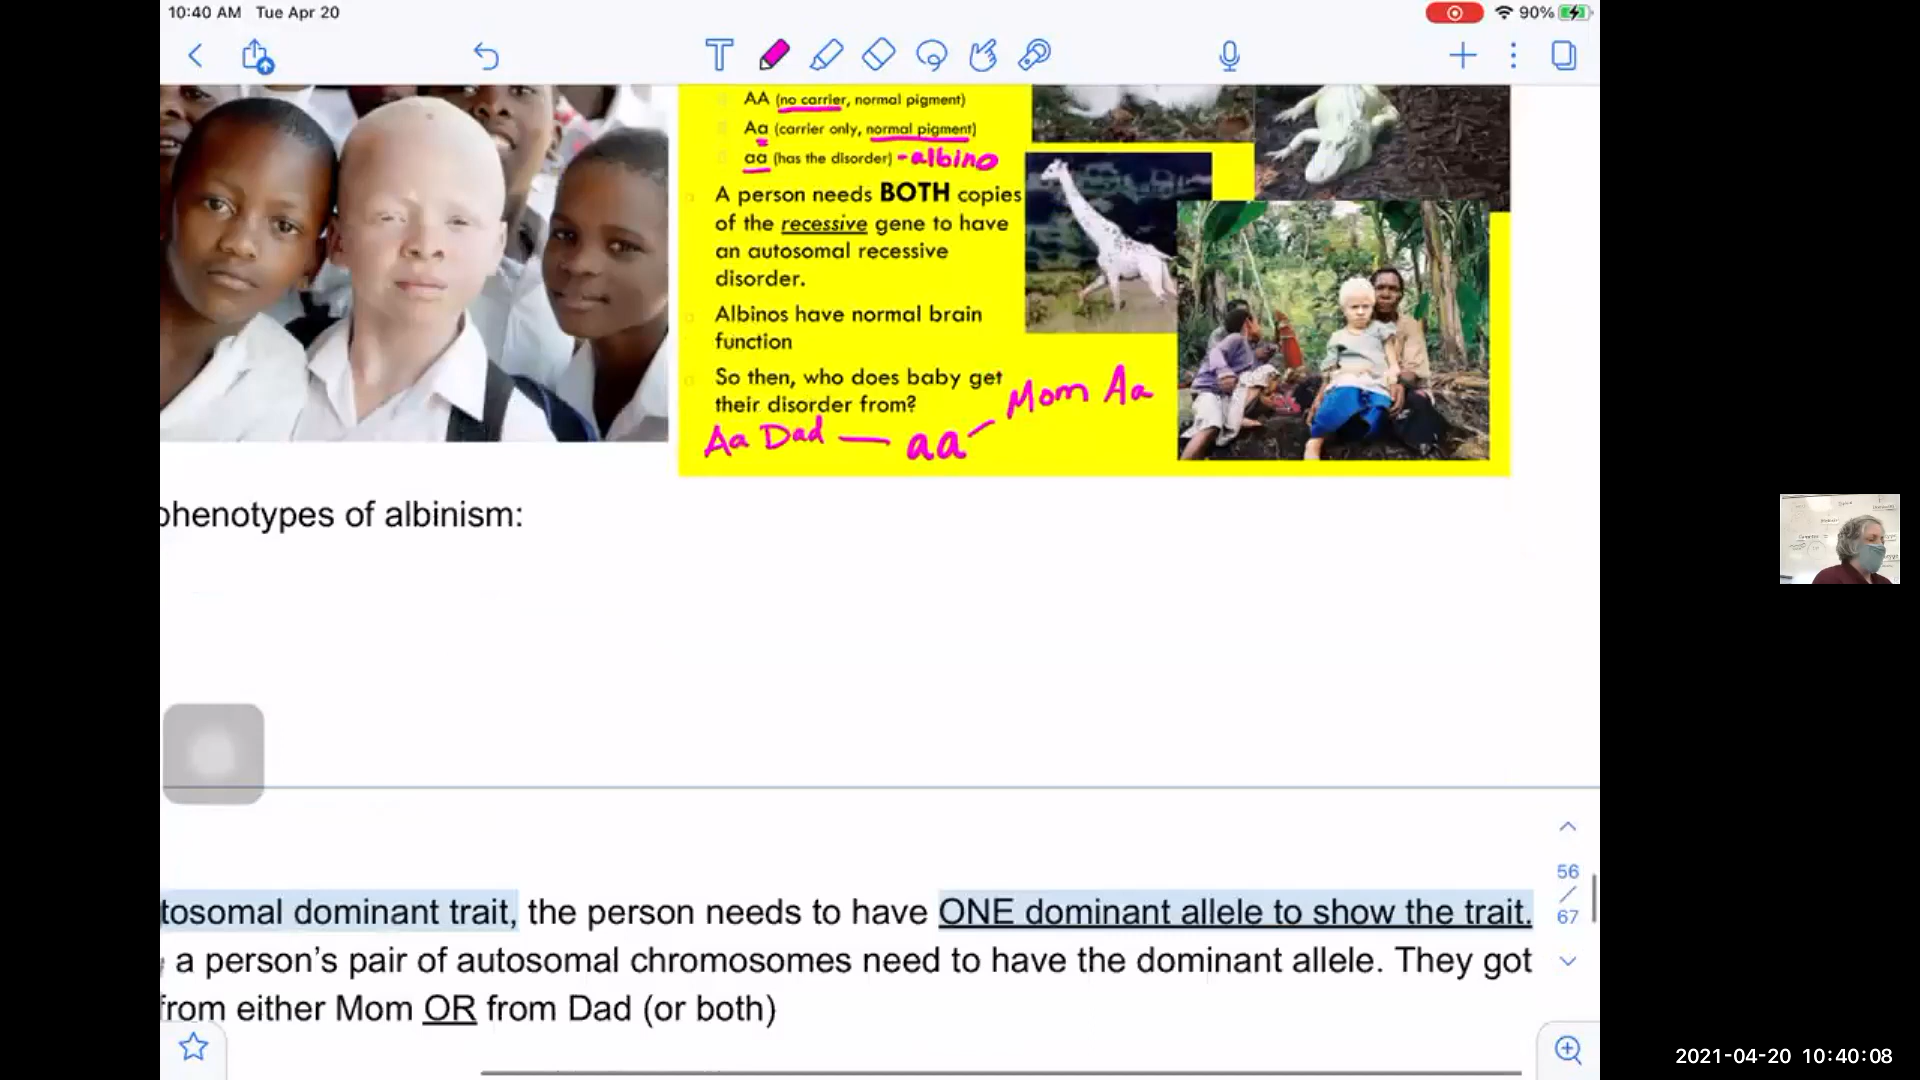 10:40 AM Tue Apr 20
90%
AA (no carrier, normal pigment)
Aa (carrier only, normal pigment)
aa (has the disorder) - albino
A person needs BOTH copies
of the recessive gene to have
an autosomal recessive
disorder.
Albinos have normal brain
function
So then, who does baby get
their disorder from?
Mom Aa
Aa Dad — aa
phenotypes of albinism:
56
67
tosomal dominant trait, the person needs to have ONE dominant allele to show the trait.
a person's pair of autosomal chromosomes need to have the dominant allele. They got
from either Mom OR from Dad (or both)
2021-04-20 10:40:08